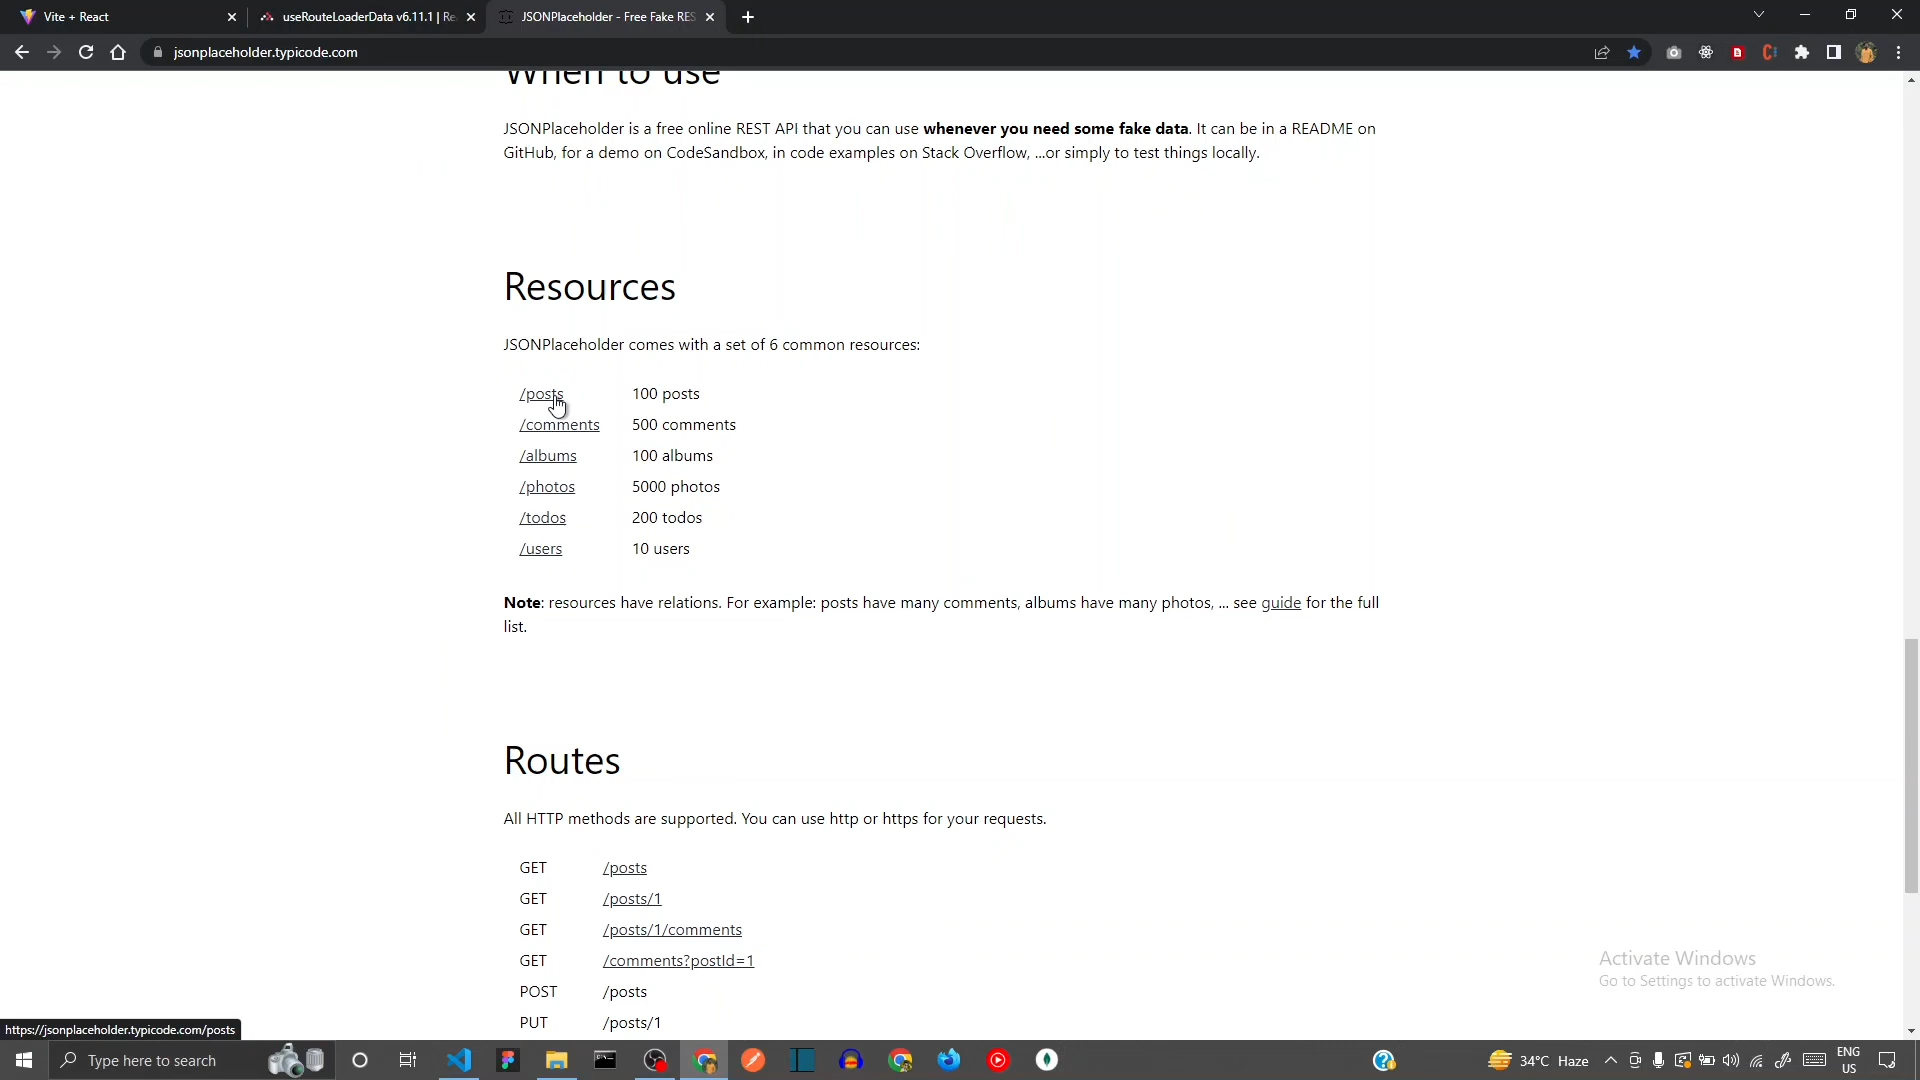 Vite + React
useRouteLoaderData v6.11.1 | Re
JSONPlaceholder - Free Fake RES
jsonplaceholder.typicode.com
When to use
JSONPlaceholder is a free online REST API that you can use whenever you need some fake data. It can be in a README on
GitHub, for a demo on CodeSandbox, in code examples on Stack Overflow, ...or simply to test things locally.
Resources
JSONPlaceholder comes with a set of 6 common resources:
/posts 100 posts
/comments 500 comments
/albums 100 albums
/photos 5000 photos
/todos 200 todos
/users 10 users
Note: resources have relations. For example: posts have many comments, albums have many photos, ... see guide for the full
list.
Routes
All HTTP methods are supported. You can use http or https for your requests.
GET /posts
GET /posts/1
GET /posts/1/comments
GET /comments?postId=1
POST /posts
PUT /posts/1
Activate Windows
Go to Settings to activate Windows.
https://jsonplaceholder.typicode.com/posts
Type here to search
34°C Haze
ENG
US